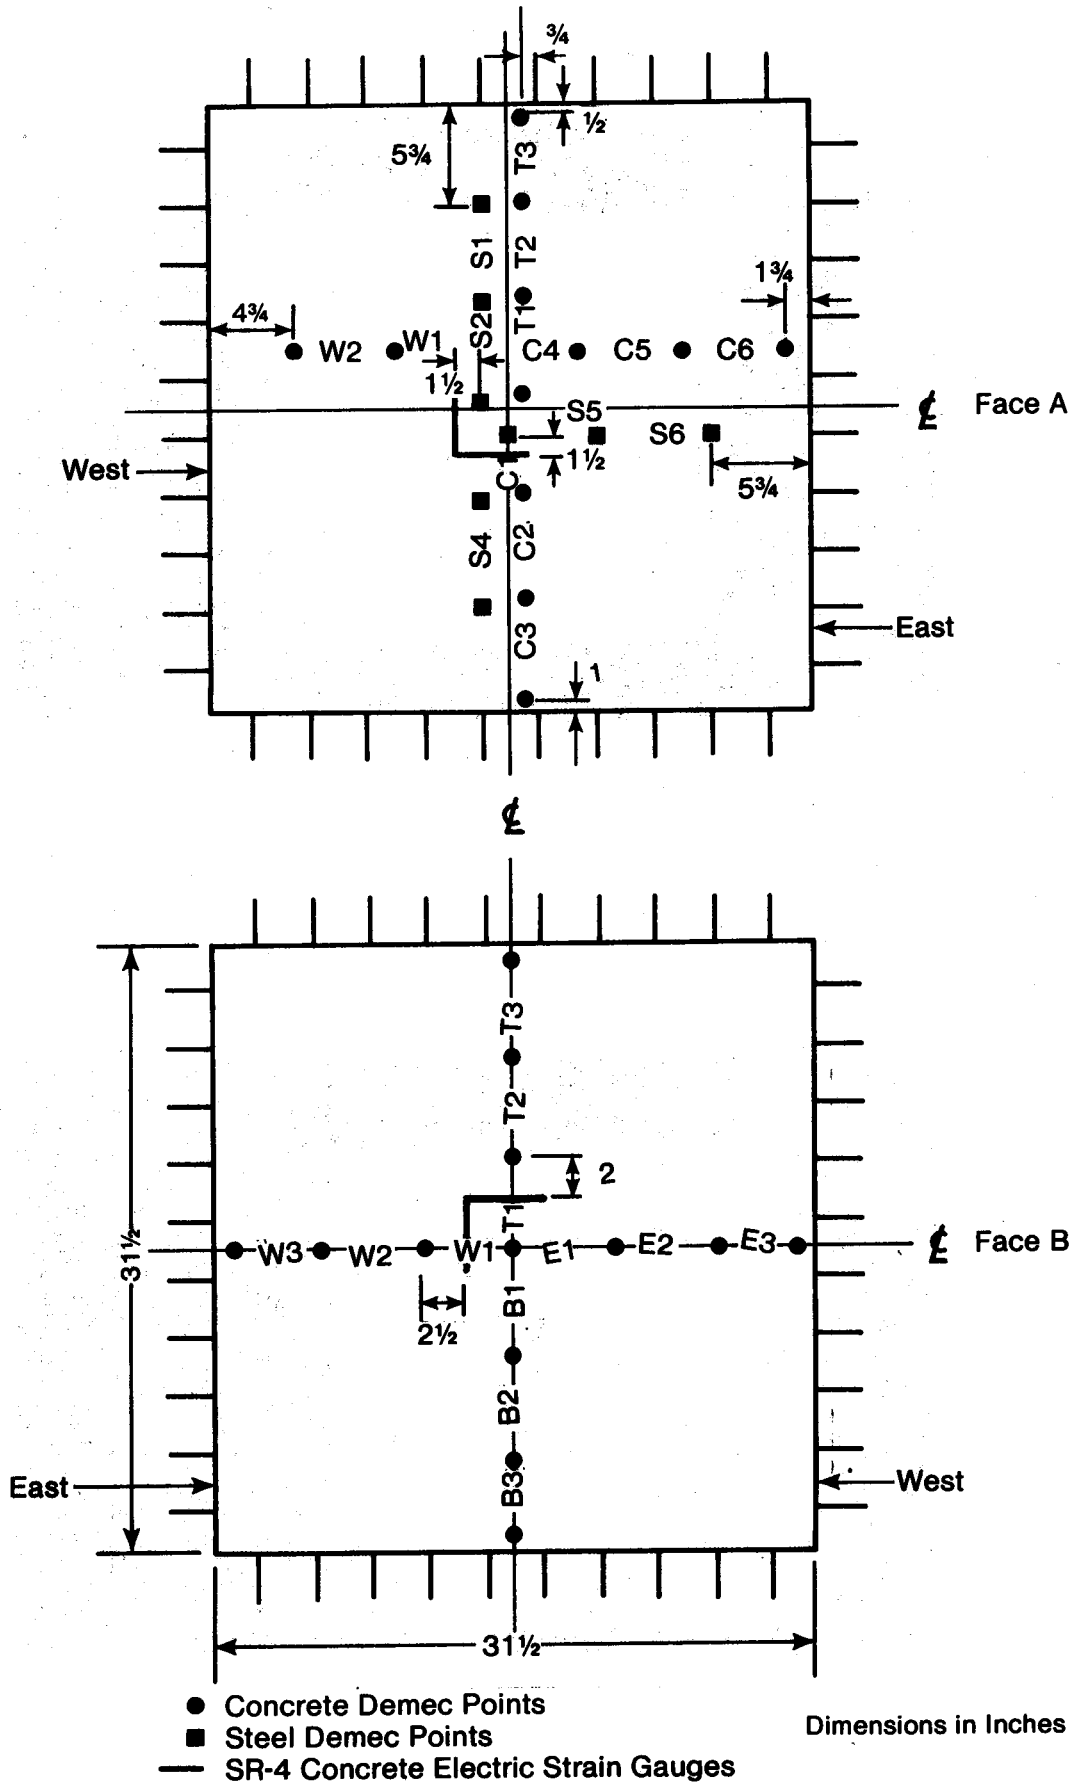 ¾
½
5¾
T3
S1
T2
1¾
4¾
T1
S2
W2
W1
C4
C5
C6
1½
℄
Face A
S5
S6
1½
West
C
5¾
S4
C2
C3
East
1
℄
T3
T2
2
31½
T1
W3
W2
W1
E1
E2
E3
℄
Face B
B1
2½
B2
B3
East
West
31½
Concrete Demec Points
Steel Demec Points
Dimensions in Inches
SR-4 Concrete Electric Strain Gauges